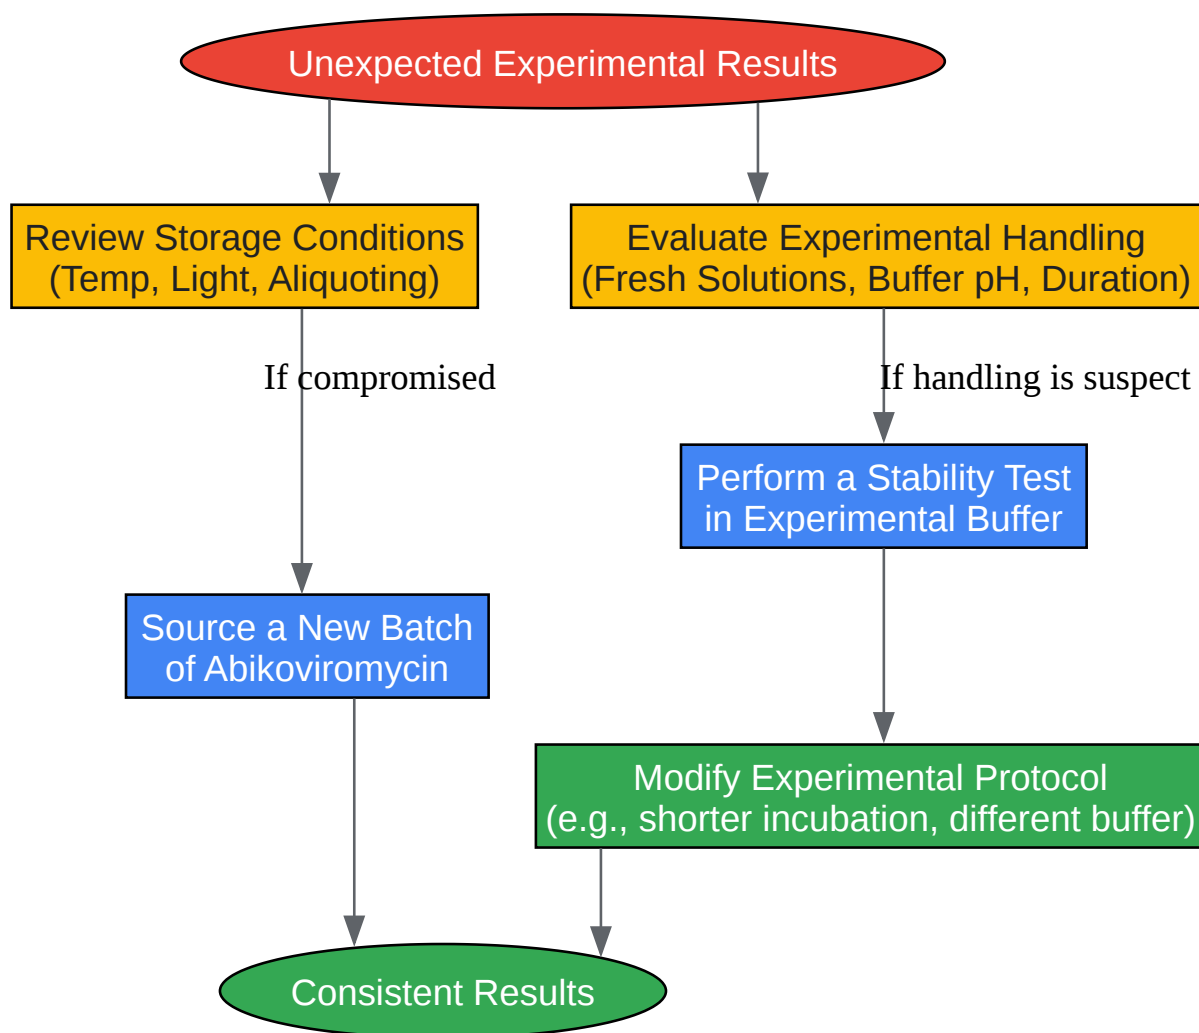 Unexpected Experimental Results
Review Storage Conditions
(Temp, Light, Aliquoting)
Evaluate Experimental Handling
(Fresh Solutions, Buffer pH, Duration)
If compromised
If handling is suspect
Perform a Stability Test
in Experimental Buffer
Source a New Batch
of Abikoviromycin
Modify Experimental Protocol
(e.g., shorter incubation, different buffer)
Consistent Results